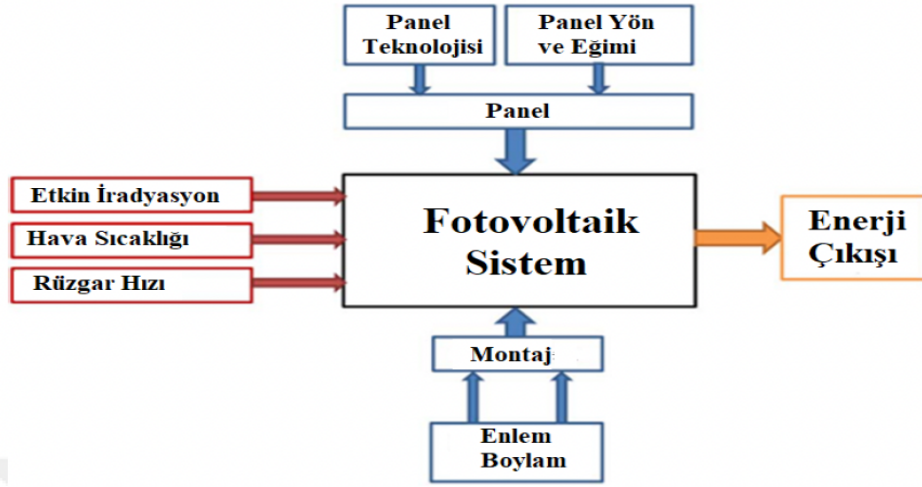 Panel
Teknolojisi
Panel Yön
ve Eğimi
Panel
Etkin İradyasyon
Hava Sıcaklığı
Rüzgar Hızı
Fotovoltaik
Sistem
Enerji
Çıkışı
Montaj
Enlem
Boylam